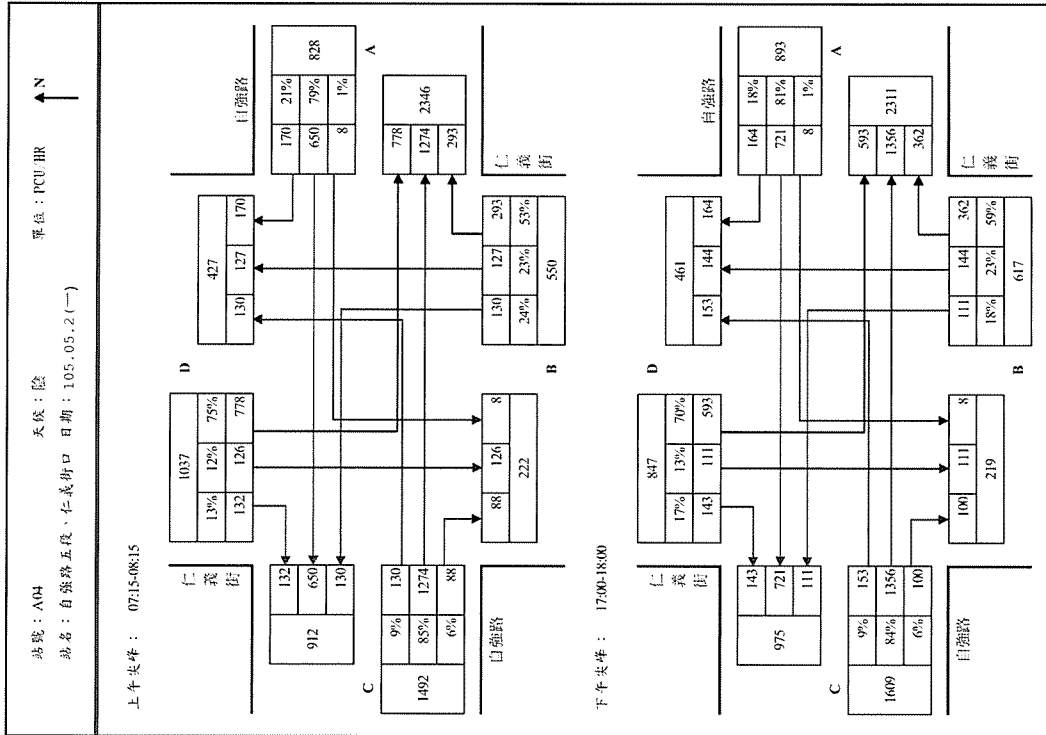 站號：A04 天候：陰 單位：PCU/HR N
站名：自強路五段、仁義街口 日期：105.05.2(一)
上午尖峰： 07:15-08:15
仁義街
自強路
D
1037
13% 12% 75%
132 126 778
427
130 127 170
170 21%
650 79% 828
8 1%
A
132
650 912
130
778
1274 2346
293
C
9% 130
1492 85% 1274
6% 88
自強路
88 126 8
222
B
130 127 293
24% 23% 53%
550
仁義街
下午尖峰： 17:00-18:00
仁義街
自強路
D
847
17% 13% 70%
143 111 593
461
153 144 164
164 18%
721 81% 893
8 1%
A
143
721 975
111
593
1356 2311
362
C
9% 153
1609 84% 1356
6% 100
自強路
100 111 8
219
B
111 144 362
18% 23% 59%
617
仁義街